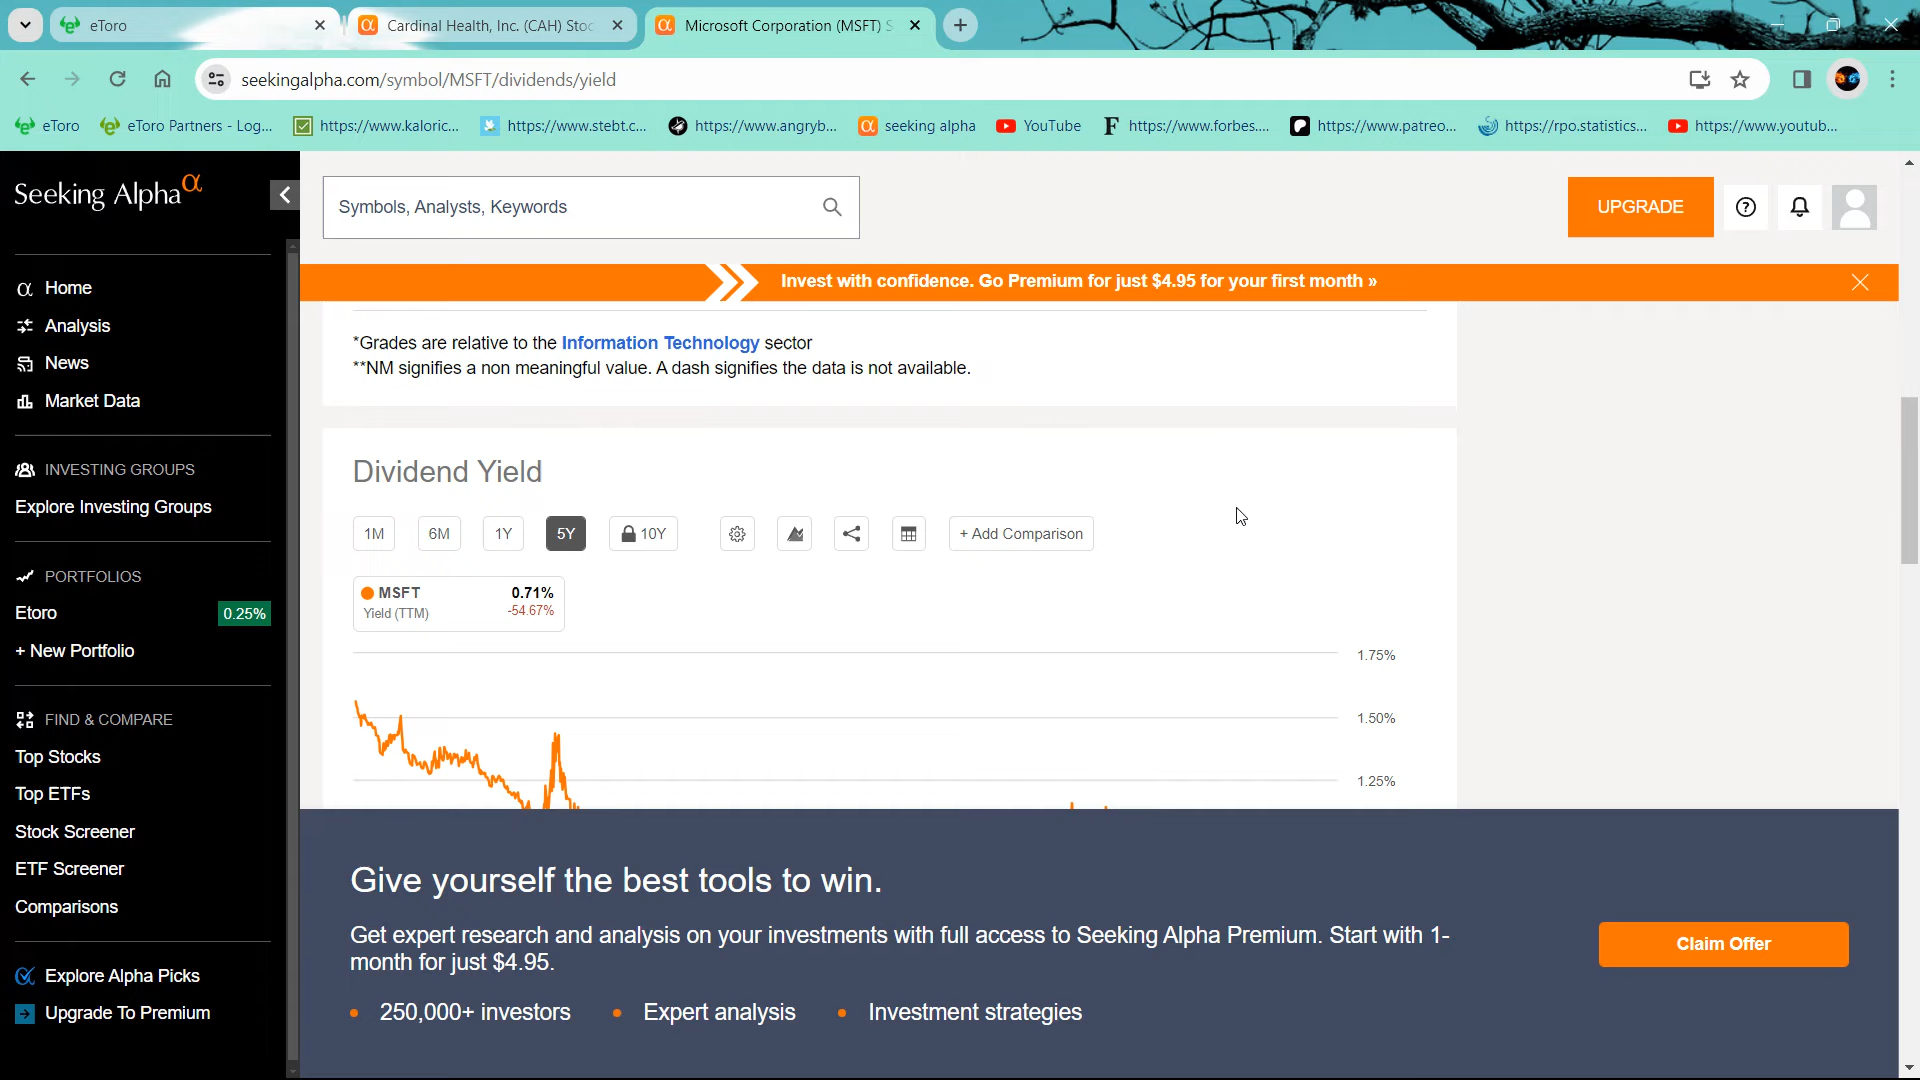 eToro
Cardinal Health, Inc. (CAH) Stoc
Microsoft Corporation (MSFT) S
seekingalpha.com/symbol/MSFT/dividends/yield
eToro
eToro Partners - Log...
https://www.kaloric...
https://www.stebt.c...
https://www.angryb...
seeking alpha
YouTube
https://www.forbes....
https://www.patreo...
https://rpo.statistics...
https://www.youtub...
Seeking Alpha α
Symbols, Analysts, Keywords
UPGRADE
Invest with confidence. Go Premium for just $4.95 for your first month »
Home
Analysis
News
Market Data
INVESTING GROUPS
Explore Investing Groups
PORTFOLIOS
Etoro 0.25%
+ New Portfolio
FIND & COMPARE
Top Stocks
Top ETFs
Stock Screener
ETF Screener
Comparisons
Explore Alpha Picks
Upgrade To Premium
*Grades are relative to the Information Technology sector
**NM signifies a non meaningful value. A dash signifies the data is not available.
Dividend Yield
1M 6M 1Y 5Y 10Y + Add Comparison
MSFT 0.71%
Yield (TTM) -54.67%
1.75%
1.50%
1.25%
Give yourself the best tools to win.
Get expert research and analysis on your investments with full access to Seeking Alpha Premium. Start with 1-
month for just $4.95.
Claim Offer
• 250,000+ investors • Expert analysis • Investment strategies